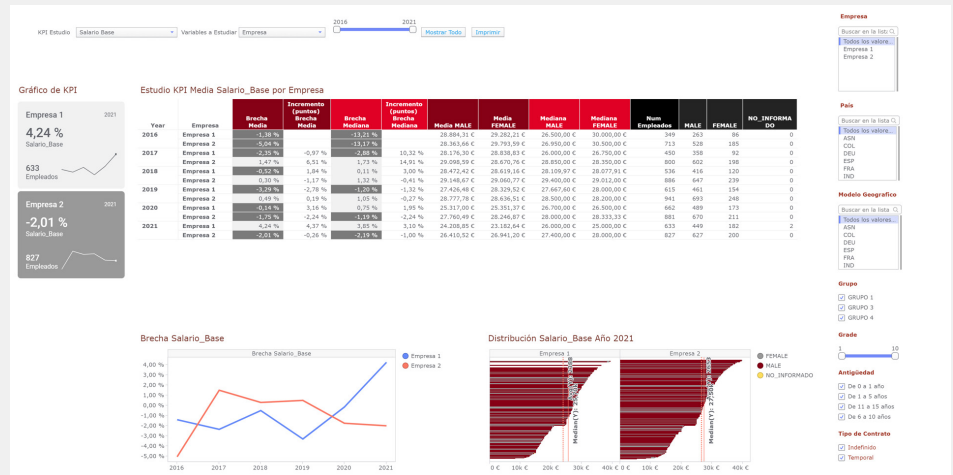 2016 2021
KPI Estudio Salario Base Variables a Estudiar Empresa Mostrar Todo Imprimir
Gráfico de KPI
Empresa 1 2021
4,24 %
Salario_Base
633
Empleados
Empresa 2 2021
-2,01 %
Salario_Base
827
Empleados
Estudio KPI Media Salario_Base por Empresa
Year Empresa Brecha Media Incremento (puntos) Brecha Media Brecha Mediana Incremento (puntos) Brecha Mediana Media MALE Media FEMALE Mediana MALE Mediana FEMALE Num Empleados MALE FEMALE NO_INFORMADO
2016 Empresa 1 -1,38 % -13,21 % 28.884,31 € 29.282,21 € 26.500,00 € 30.000,00 € 349 263 86 0
Empresa 2 -5,04 % -13,17 % 28.363,66 € 29.793,59 € 26.950,00 € 30.500,00 € 713 528 185 0
2017 Empresa 1 -2,35 % -0,97 % -2,88 % 10,32 % 28.176,30 € 28.838,83 € 26.000,00 € 26.750,00 € 450 358 92 0
Empresa 2 1,47 % 6,51 % 1,73 % 14,91 % 29.098,59 € 28.670,76 € 28.850,00 € 28.350,00 € 800 602 198 0
2018 Empresa 1 -0,52 % 1,84 % 0,11 % 3,00 % 28.472,42 € 28.619,16 € 28.109,97 € 28.077,91 € 536 416 120 0
Empresa 2 0,30 % -1,17 % 1,32 % -0,41 % 29.148,67 € 29.060,77 € 29.400,00 € 29.012,00 € 886 647 239 0
2019 Empresa 1 -3,29 % -2,78 % -1,20 % -1,32 % 27.426,48 € 28.329,52 € 27.667,60 € 28.000,00 € 615 461 154 0
Empresa 2 0,49 % 0,19 % 1,05 % -0,27 % 28.777,78 € 28.636,51 € 28.500,00 € 28.200,00 € 941 693 248 0
2020 Empresa 1 -0,14 % 3,16 % 0,75 % 1,95 % 25.317,00 € 25.351,37 € 26.700,00 € 26.500,00 € 662 489 173 0
Empresa 2 -1,75 % -2,24 % -1,19 % -2,24 % 27.760,49 € 28.246,87 € 28.000,00 € 28.333,33 € 881 670 211 0
2021 Empresa 1 4,24 % 4,37 % 3,85 % 3,10 % 24.208,85 € 23.182,64 € 26.000,00 € 25.000,00 € 633 449 182 2
Empresa 2 -2,01 % -0,26 % -2,19 % -1,00 % 26.410,52 € 26.941,20 € 27.400,00 € 28.000,00 € 827 627 200 0
Brecha Salario_Base
Brecha Salario_Base
4,00 %
3,00 %
2,00 %
1,00 %
0,00 %
-1,00 %
-2,00 %
-3,00 %
-4,00 %
-5,00 %
2016 2017 2018 2019 2020 2021
Empresa 1
Empresa 2
Distribución Salario_Base Año 2021
Empresa 1 Empresa 2
0 € 10k € 20k € 30k € 40k € 0 € 10k € 20k € 30k € 40k €
FEMALE
MALE
NO_INFORMADO
Empresa
Buscar en la list
Todos los valore...
Empresa 1
Empresa 2
País
Buscar en la lista
Todos los valore...
ASN
COL
DEU
ESP
FRA
IND
Modelo Geografico
Buscar en la lista
Todos los valores...
ASN
COL
DEU
ESP
FRA
IND
Grupo
GRUPO 1
GRUPO 3
GRUPO 4
Grade
1 10
Antigüedad
De 0 a 1 año
De 1 a 5 años
De 11 a 15 años
De 6 a 10 años
Tipo de Contrato
Indefinido
Temporal